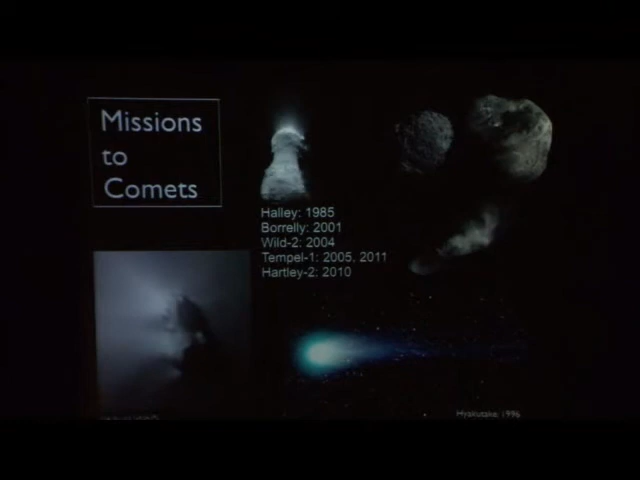 Missions
to
Comets
Halley: 1985
Borrelly: 2001
Wild-2: 2004
Tempel-1: 2005, 2011
Hartley-2: 2010
Hyakutake, 1996